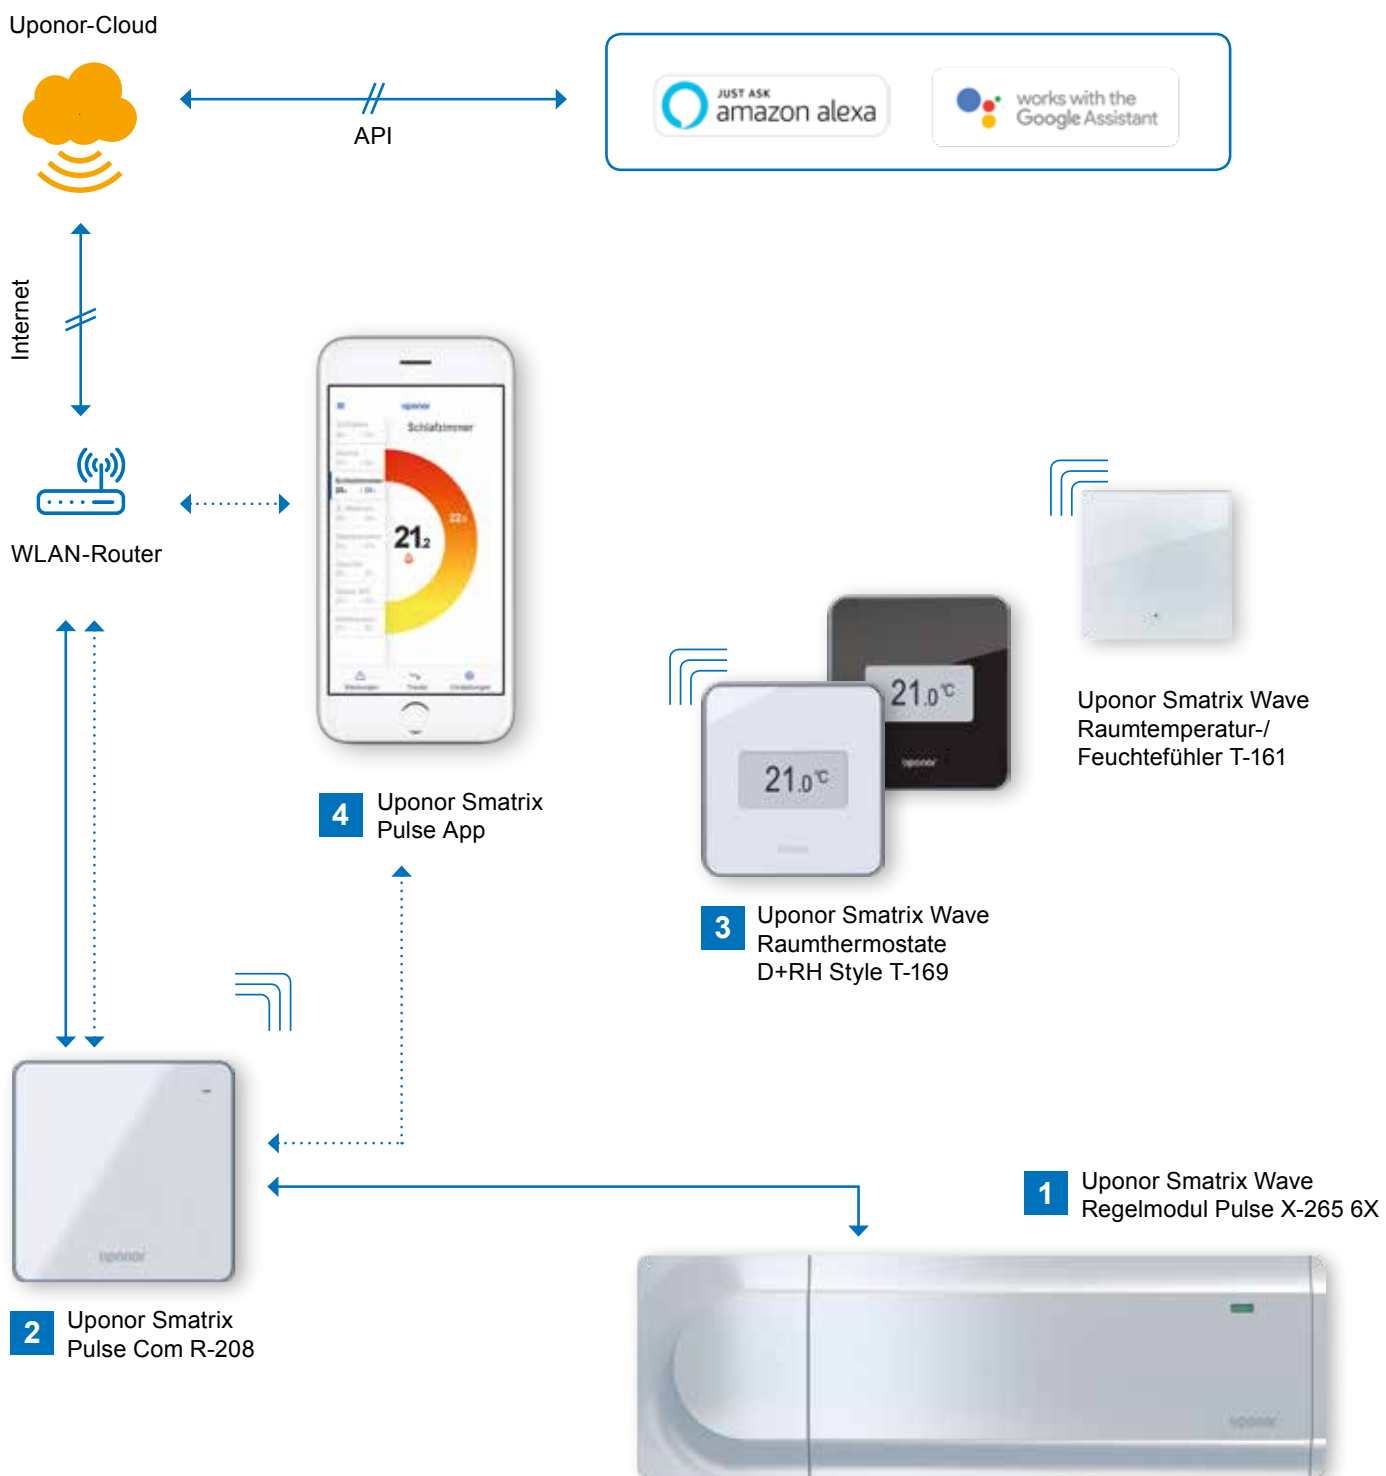 Uponor-Cloud
API
JUST ASK
amazon alexa
works with the
Google Assistant
Internet
WLAN-Router
uponor
Schlafzimmer
Schlafzimmer
22
21.2
Uponor Smatrix Wave
Raumtemperatur-/
Feuchtefühler T-161
21.0 °C
uponor
21.0 °C
4
Uponor Smatrix
Pulse App
3
Uponor Smatrix Wave
Raumthermostate
D+RH Style T-169
1
Uponor Smatrix Wave
Regelmodul Pulse X-265 6X
uponor
2
Uponor Smatrix
Pulse Com R-208
uponor